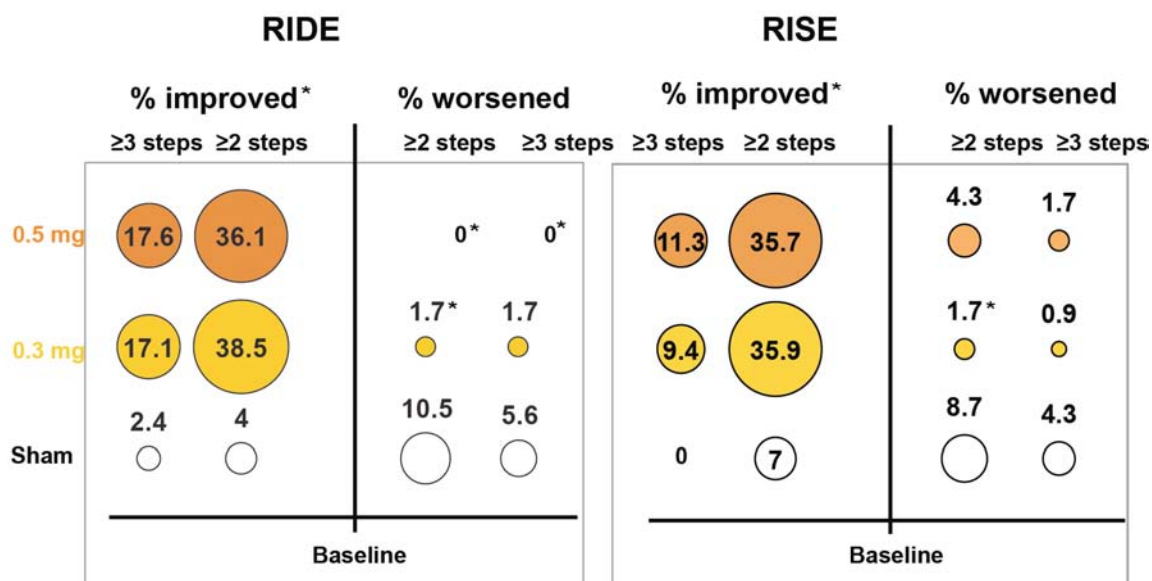 RIDE RISE
% improved* % worsened % improved* % worsened
≥3 steps ≥2 steps ≥2 steps ≥3 steps ≥3 steps ≥2 steps ≥2 steps ≥3 steps
4.3 1.7
0.5 mg 17.6 36.1 0* 0* 11.3 35.7
1.7* 1.7 1.7* 0.9
0.3 mg 17.1 38.5 9.4 35.9
2.4 4 10.5 5.6 8.7 4.3
Sham 0 7
Baseline Baseline